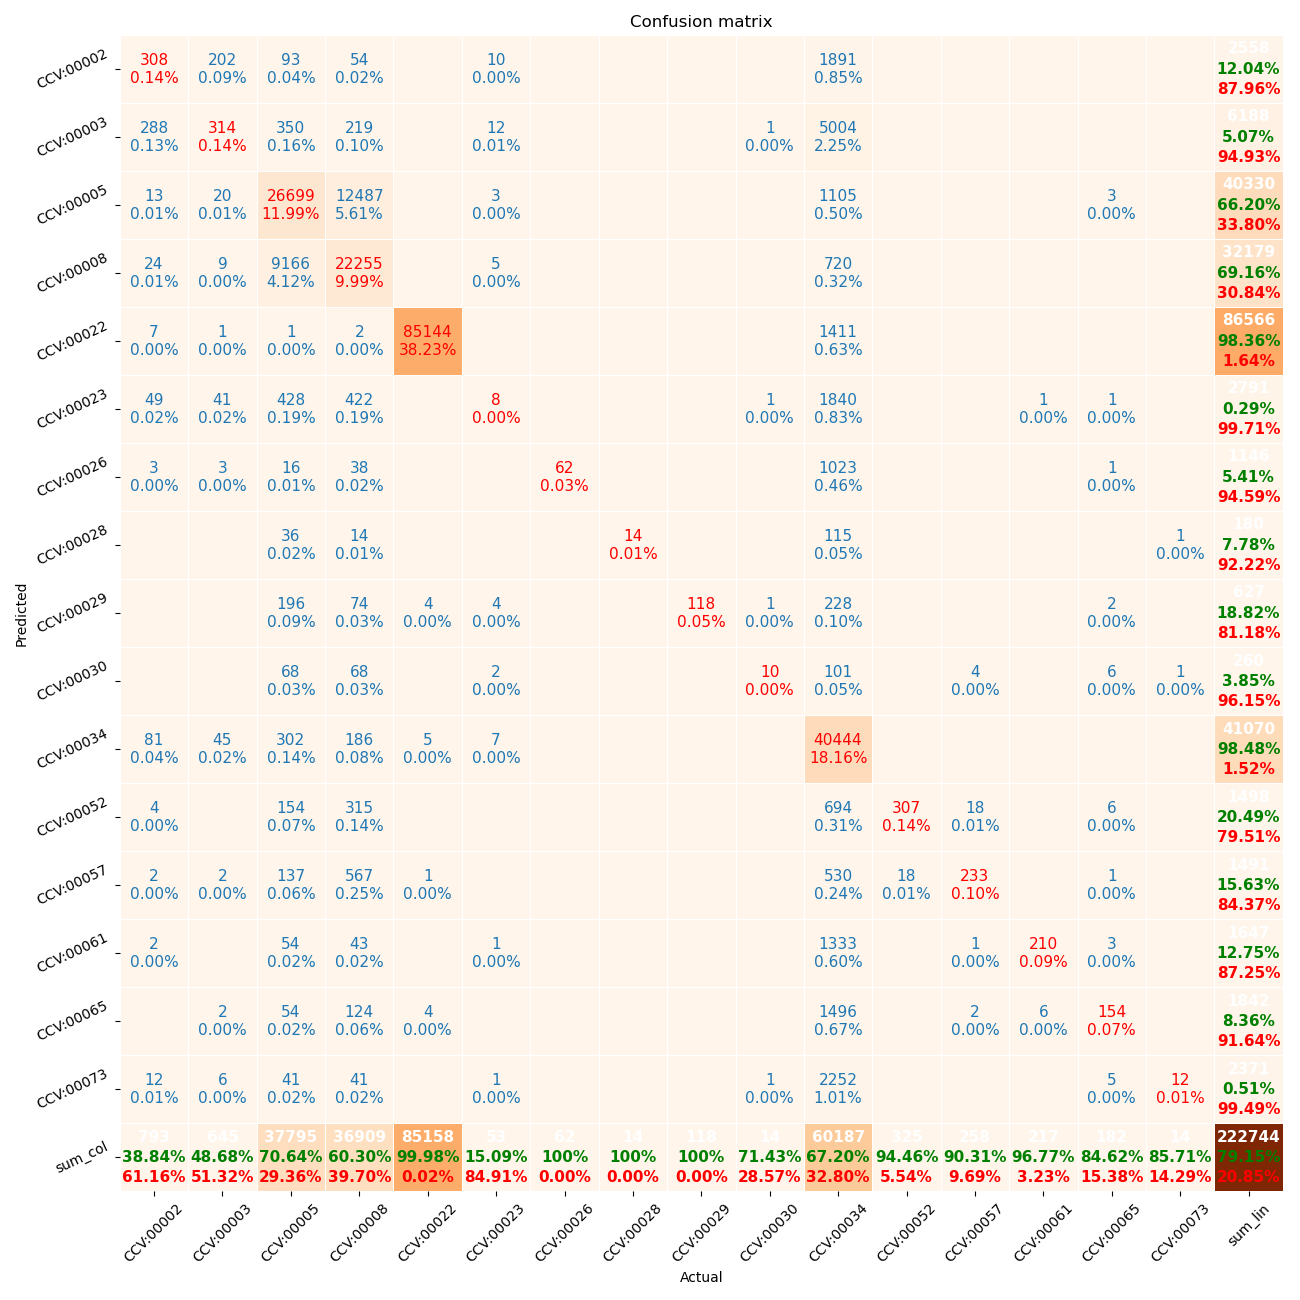 Confusion matrix
CCV:00002
308 202 93 54 10 1891 2558
0.14% 0.09% 0.04% 0.02% 0.00% 0.85% 12.04%
87.96%
CCV:00003
288 314 350 219 12 1 5004 6188
0.13% 0.14% 0.16% 0.10% 0.01% 0.00% 2.25% 5.07%
94.93%
CCV:00005
13 20 26699 12487 3 1105 3 40330
0.01% 0.01% 11.99% 5.61% 0.00% 0.50% 0.00% 66.20%
33.80%
CCV:00008
24 9 9166 22255 5 720 32179
0.01% 0.00% 4.12% 9.99% 0.00% 0.32% 69.16%
30.84%
CCV:00022
7 1 1 2 85144 1411 86566
0.00% 0.00% 0.00% 0.00% 38.23% 0.63% 98.36%
1.64%
CCV:00023
49 41 428 422 8 1 1840 1 1 2791
0.02% 0.02% 0.19% 0.19% 0.00% 0.00% 0.83% 0.00% 0.00% 0.29%
99.71%
CCV:00026
3 3 16 38 62 1023 1 1146
0.00% 0.00% 0.01% 0.02% 0.03% 0.46% 0.00% 5.41%
94.59%
CCV:00028
36 14 14 115 1 180
0.02% 0.01% 0.01% 0.05% 0.00% 7.78%
92.22%
CCV:00029
196 74 4 4 118 1 228 2 627
0.09% 0.03% 0.00% 0.00% 0.05% 0.00% 0.10% 0.00% 18.82%
81.18%
CCV:00030
68 68 2 10 101 4 6 1 260
0.03% 0.03% 0.00% 0.00% 0.05% 0.00% 0.00% 0.00% 3.85%
96.15%
CCV:00034
81 45 302 186 5 7 40444 41070
0.04% 0.02% 0.14% 0.08% 0.00% 0.00% 18.16% 98.48%
1.52%
CCV:00052
4 154 315 694 307 18 6 1498
0.00% 0.07% 0.14% 0.31% 0.14% 0.01% 0.00% 20.49%
79.51%
CCV:00057
2 2 137 567 1 530 18 233 1 1491
0.00% 0.00% 0.06% 0.25% 0.00% 0.24% 0.01% 0.10% 0.00% 15.63%
84.37%
CCV:00061
2 54 43 1 1333 1 210 3 1647
0.00% 0.02% 0.02% 0.00% 0.60% 0.00% 0.09% 0.00% 12.75%
87.25%
CCV:00065
2 54 124 4 1496 2 6 154 1842
0.00% 0.02% 0.06% 0.00% 0.67% 0.00% 0.00% 0.07% 8.36%
91.64%
CCV:00073
12 6 41 41 1 1 2252 5 12 2371
0.01% 0.00% 0.02% 0.02% 0.00% 0.00% 1.01% 0.00% 0.01% 0.51%
99.49%
sum_col
793 645 37795 36909 85158 53 62 14 118 14 60187 325 258 217 182 14 222744
38.84% 48.68% 70.64% 60.30% 99.98% 15.09% 100% 100% 100% 71.43% 67.20% 94.46% 90.31% 96.77% 84.62% 85.71% 79.15%
61.16% 51.32% 29.36% 39.70% 0.02% 84.91% 0.00% 0.00% 0.00% 28.57% 32.80% 5.54% 9.69% 3.23% 15.38% 14.29% 20.85%
CCV:00002 CCV:00003 CCV:00005 CCV:00008 CCV:00022 CCV:00023 CCV:00026 CCV:00028 CCV:00029 CCV:00030 CCV:00034 CCV:00052 CCV:00057 CCV:00061 CCV:00065 CCV:00073 sum_lin
Predicted
Actual